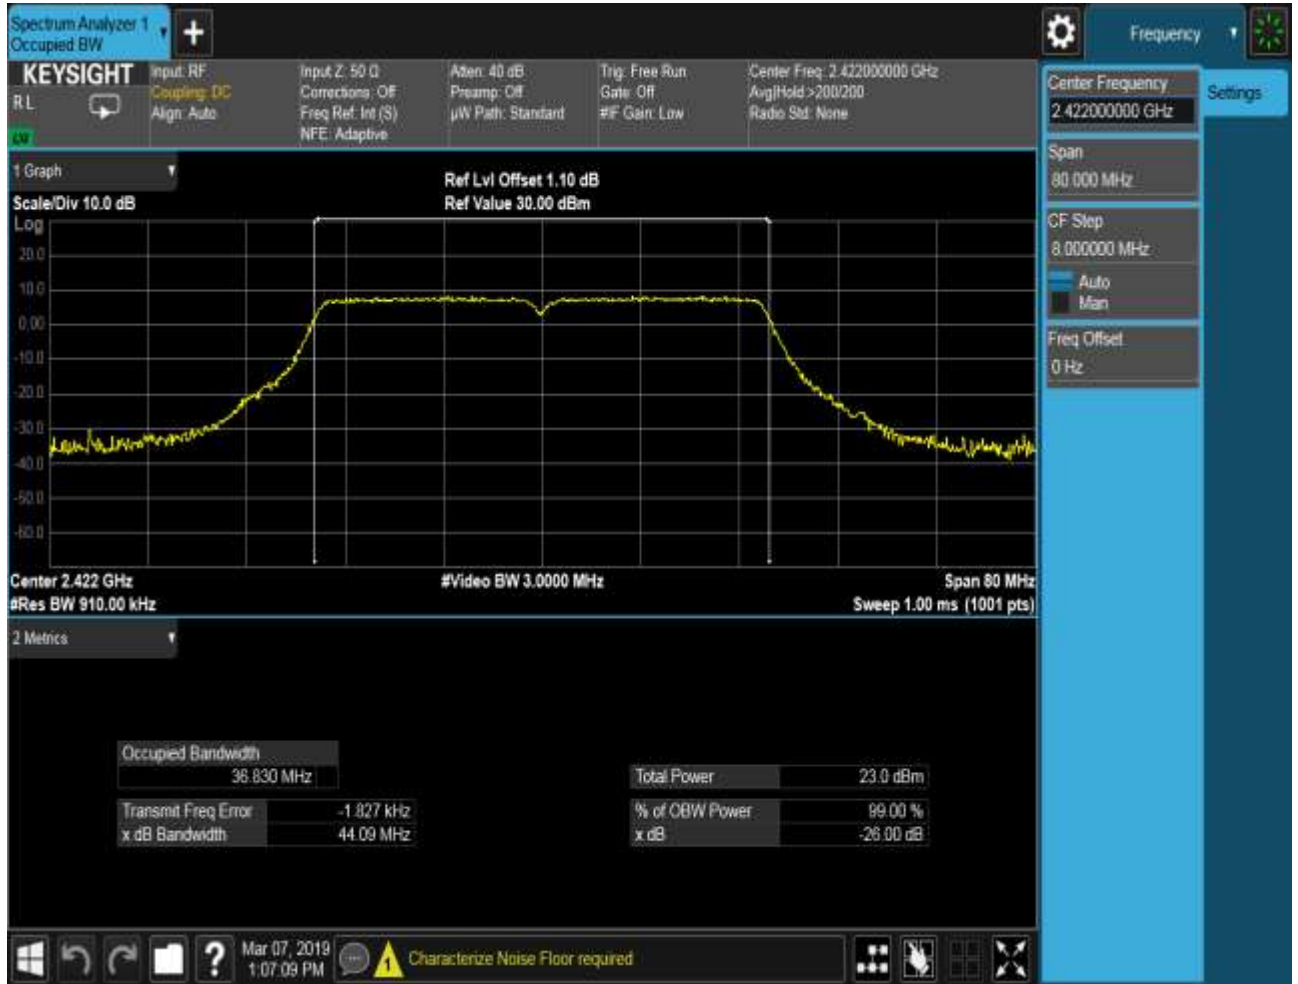 Spectrum Analyzer 1
Occupied BW
+
Frequency
KEYSIGHT
R L
Input: RF
Coupling: DC
Align: Auto
Input Z: 50 Ω
Corrections: Off
Freq Ref: Int (S)
NFE: Adaptive
Atten: 40 dB
Preamp: Off
µW Path: Standard
Trig: Free Run
Gate: Off
#IF Gain: Low
Center Freq: 2.422000000 GHz
Avg|Hold:>200/200
Radio Std: None
Center Frequency
2.422000000 GHz
Settings
Span
80.000 MHz
CF Step
8.000000 MHz
Auto
Man
Freq Offset
0 Hz
1 Graph
Scale/Div 10.0 dB
Ref Lvl Offset 1.10 dB
Ref Value 30.00 dBm
Log
20.0
10.0
0.00
-10.0
-20.0
-30.0
-40.0
-50.0
-60.0
Center 2.422 GHz
#Video BW 3.0000 MHz
Span 80 MHz
#Res BW 910.00 kHz
Sweep 1.00 ms (1001 pts)
2 Metrics
Occupied Bandwidth
36.830 MHz
Total Power 23.0 dBm
Transmit Freq Error -1.827 kHz
% of OBW Power 99.00 %
x dB Bandwidth 44.09 MHz
x dB -26.00 dB
?
Mar 07, 2019
1:07:09 PM
1
Characterize Noise Floor required